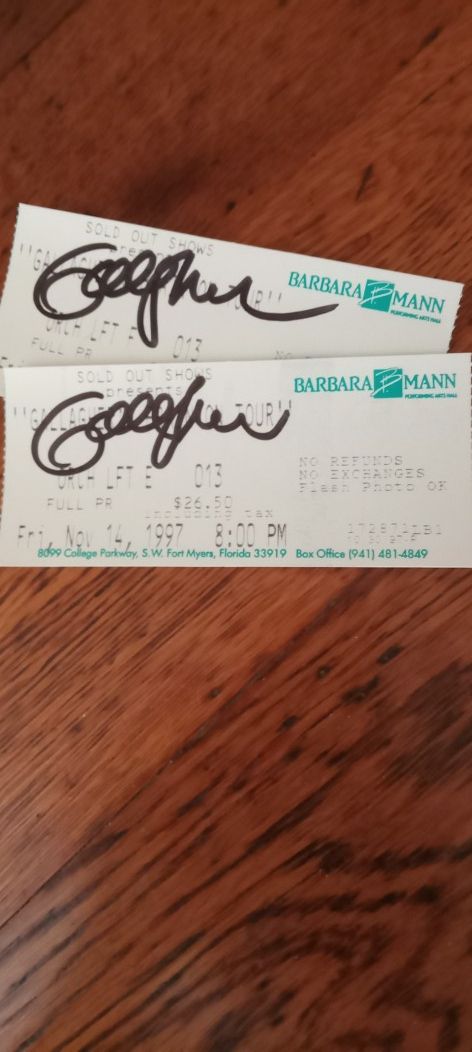 SOLD OUT SHOWS
Gallagher
BARBARA B MANN
PERFORMING ARTS HALL
ORCH LFT E 013
FULL PR
SOLD OUT SHOWS
presents
Gallagher
TOUR''
BARBARA B MANN
PERFORMING ARTS HALL
ORCH LFT E 013
NO REFUNDS
NO EXCHANGES
Flash Photo OK
FULL PR $26.50
including tax
Fri, Nov 14, 1997 8:00 PM
8099 College Parkway, S.W. Fort Myers, Florida 33919 Box Office (941) 481-4849